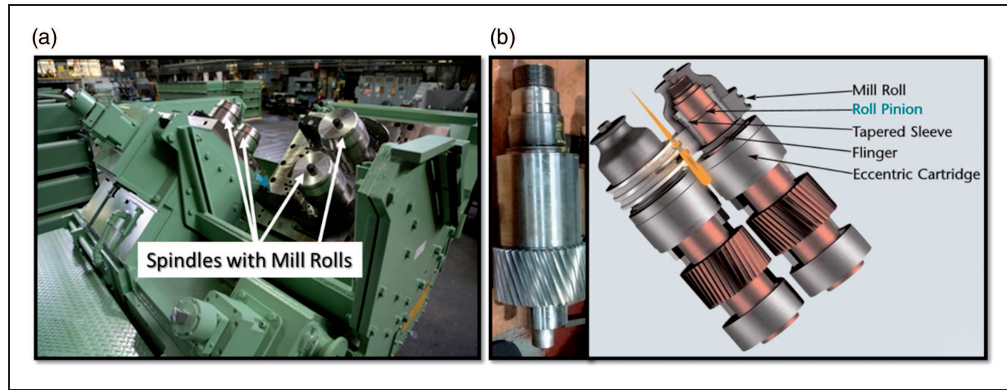 (a)
(b)
Spindles with Mill Rolls
Mill Roll
Roll Pinion
Tapered Sleeve
Flinger
Eccentric Cartridge